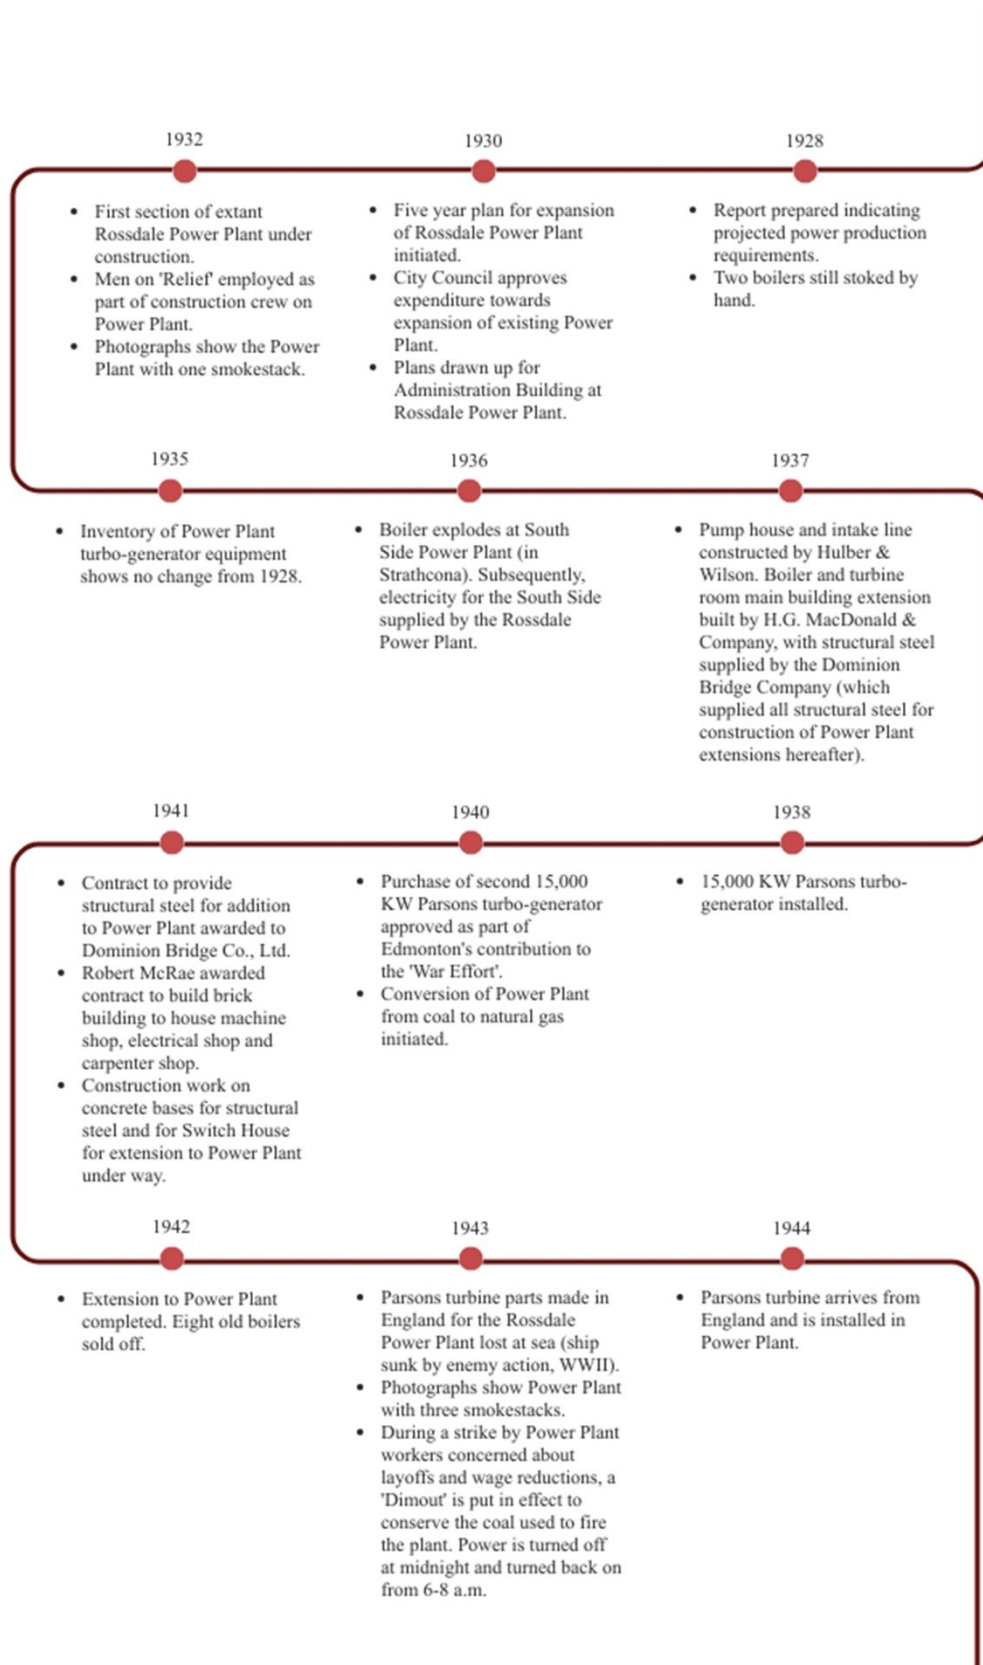 1932
• First section of extant
Rossdale Power Plant under
construction.
• Men on 'Relief' employed as
part of construction crew on
Power Plant.
• Photographs show the Power
Plant with one smokestack.
1930
• Five year plan for expansion
of Rossdale Power Plant
initiated.
• City Council approves
expenditure towards
expansion of existing Power
Plant.
• Plans drawn up for
Administration Building at
Rossdale Power Plant.
1928
• Report prepared indicating
projected power production
requirements.
• Two boilers still stoked by
hand.
1935
• Inventory of Power Plant
turbo-generator equipment
shows no change from 1928.
1936
• Boiler explodes at South
Side Power Plant (in
Strathcona). Subsequently,
electricity for the South Side
supplied by the Rossdale
Power Plant.
1937
• Pump house and intake line
constructed by Hulber &
Wilson. Boiler and turbine
room main building extension
built by H.G. MacDonald &
Company, with structural steel
supplied by the Dominion
Bridge Company (which
supplied all structural steel for
construction of Power Plant
extensions hereafter).
1941
• Contract to provide
structural steel for addition
to Power Plant awarded to
Dominion Bridge Co., Ltd.
• Robert McRae awarded
contract to build brick
building to house machine
shop, electrical shop and
carpenter shop.
• Construction work on
concrete bases for structural
steel and for Switch House
for extension to Power Plant
under way.
1940
• Purchase of second 15,000
KW Parsons turbo-generator
approved as part of
Edmonton's contribution to
the 'War Effort'.
• Conversion of Power Plant
from coal to natural gas
initiated.
1938
• 15,000 KW Parsons turbo-
generator installed.
1942
• Extension to Power Plant
completed. Eight old boilers
sold off.
1943
• Parsons turbine parts made in
England for the Rossdale
Power Plant lost at sea (ship
sunk by enemy action, WWII).
• Photographs show Power Plant
with three smokestacks.
• During a strike by Power Plant
workers concerned about
layoffs and wage reductions, a
'Dimout' is put in effect to
conserve the coal used to fire
the plant. Power is turned off
at midnight and turned back on
from 6-8 a.m.
1944
• Parsons turbine arrives from
England and is installed in
Power Plant.